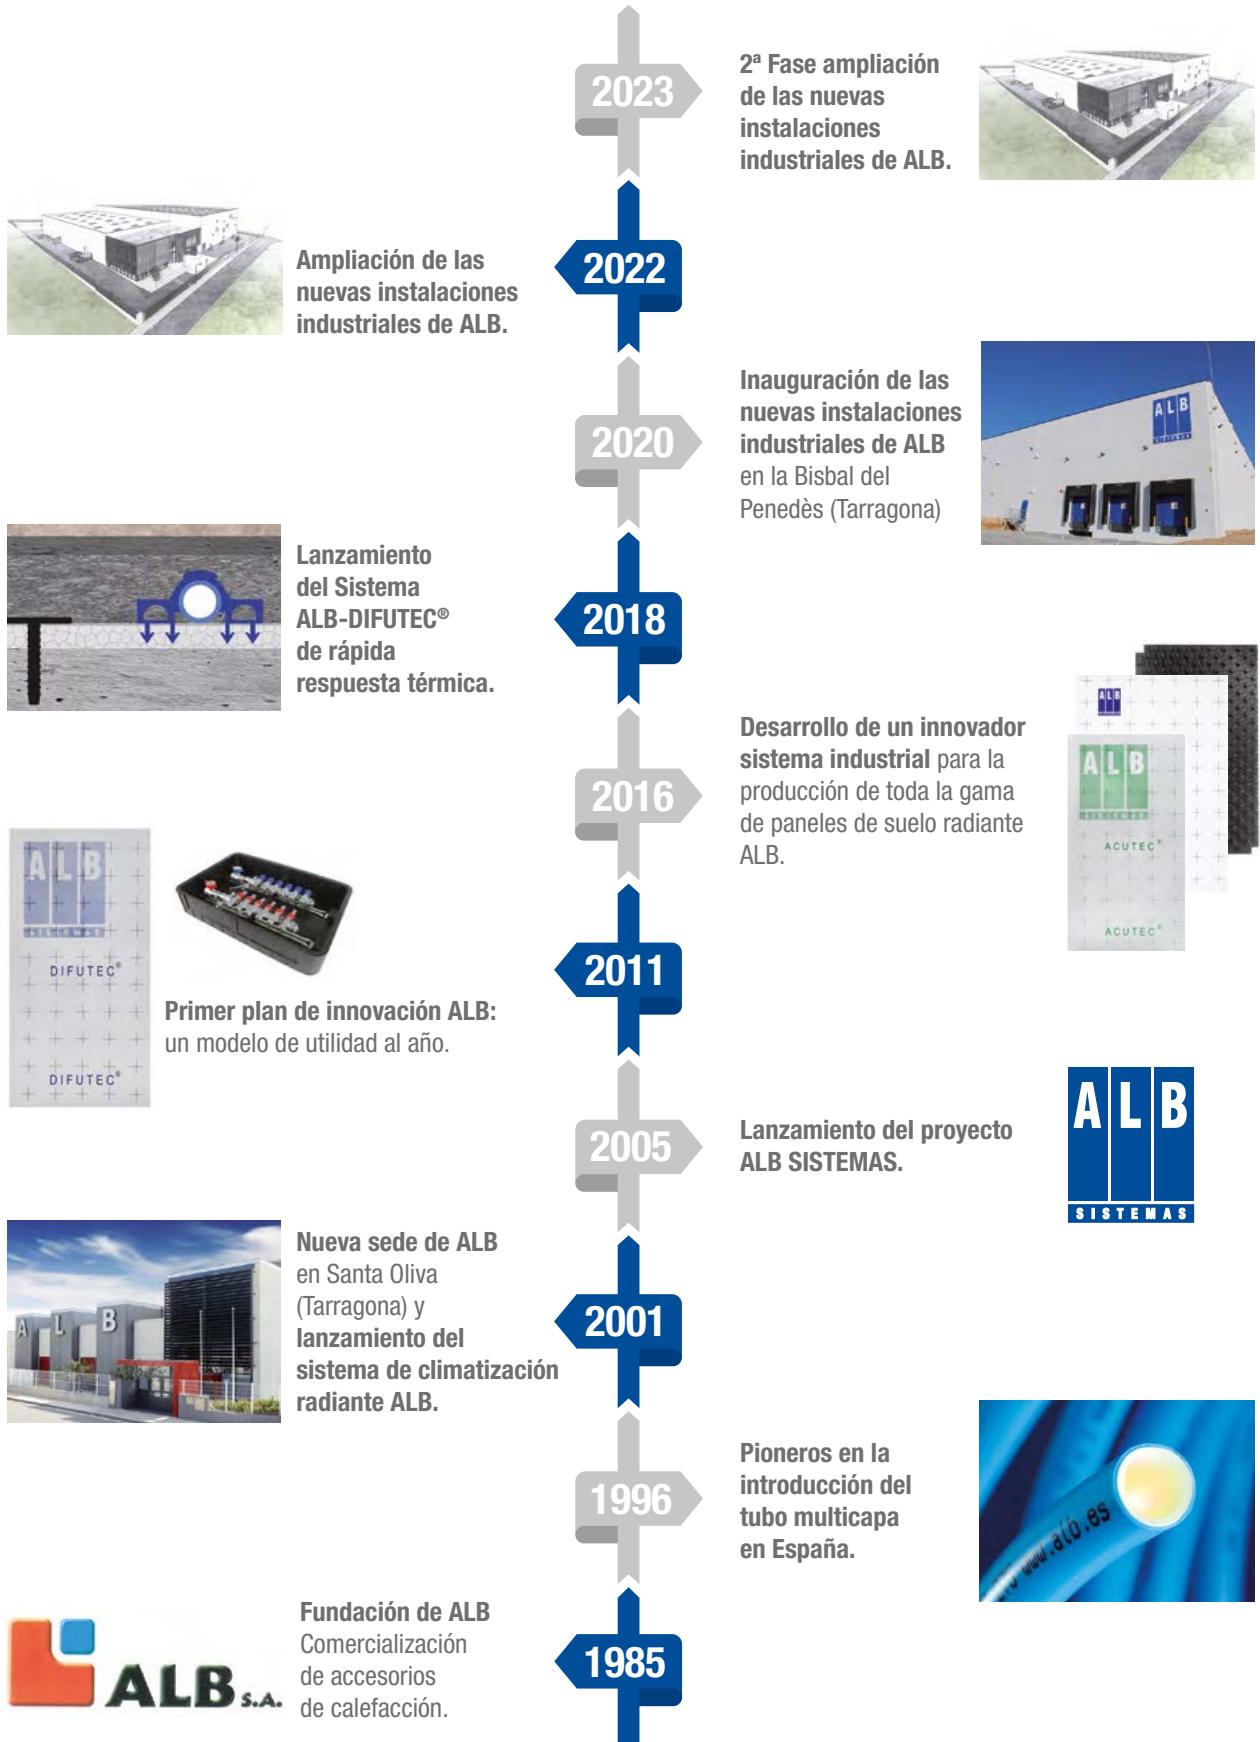 2023
2ª Fase ampliación
de las nuevas
instalaciones
industriales de ALB.
2022
Ampliación de las
nuevas instalaciones
industriales de ALB.
2020
Inauguración de las
nuevas instalaciones
industriales de ALB
en la Bisbal del
Penedès (Tarragona)
ALB
SISTEMAS
2018
Lanzamiento
del Sistema
ALB-DIFUTEC®
de rápida
respuesta térmica.
2016
Desarrollo de un innovador
sistema industrial para la
producción de toda la gama
de paneles de suelo radiante
ALB.
ALB
ALB
SISTEMAS
ACUTEC®
ACUTEC®
2011
ALB
SISTEMAS
DIFUTEC®
DIFUTEC®
Primer plan de innovación ALB:
un modelo de utilidad al año.
2005
Lanzamiento del proyecto
ALB SISTEMAS.
ALB
SISTEMAS
2001
Nueva sede de ALB
en Santa Oliva
(Tarragona) y
lanzamiento del
sistema de climatización
radiante ALB.
A L B
1996
Pioneros en la
introducción del
tubo multicapa
en España.
www.alb.es
1985
Fundación de ALB
Comercialización
de accesorios
de calefacción.
ALB S.A.